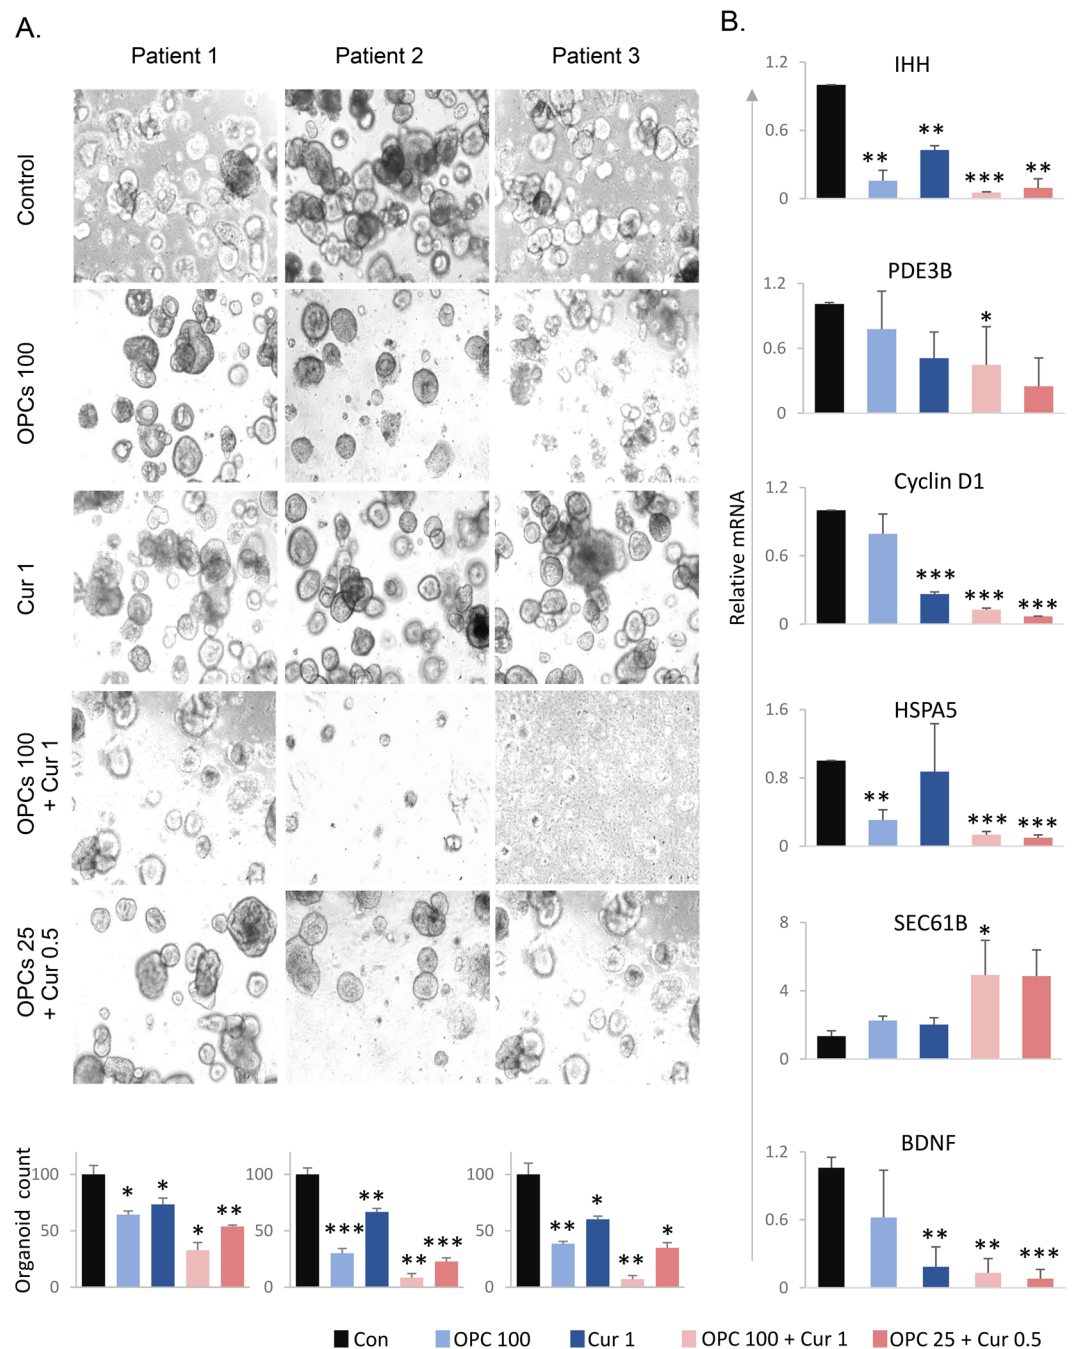 A.
Patient 1
Patient 2
Patient 3
Control
OPCs 100
Cur 1
OPCs 100
+ Cur 1
OPCs 25
+ Cur 0.5
Organoid count
100
50
0
*
*
*
**
100
50
0
***
**
**
***
100
50
0
**
*
**
*
B.
Relative mRNA
IHH
1.2
0.6
0
**
**
***
**
PDE3B
1.2
0.6
0
*
Cyclin D1
1.2
0.6
0
***
***
***
HSPA5
1.6
0.8
0
**
***
***
SEC61B
8
4
0
*
BDNF
1.2
0.6
0
**
**
***
Con
OPC 100
Cur 1
OPC 100 + Cur 1
OPC 25 + Cur 0.5